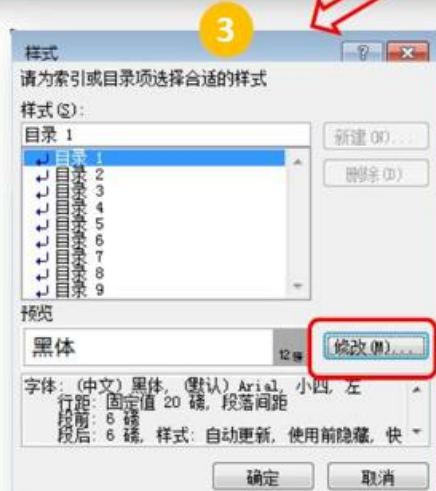 3
样式
请为索引或目录项选择合适的样式
样式(S):
目录 1
新建(N)...
目录 1
目录 2
删除(D)
目录 3
目录 4
目录 5
目录 6
目录 7
目录 8
目录 9
预览
黑体
12 磅
修改(M)...
字体: (中文) 黑体, (默认) Arial, 小四, 左
行距: 固定值 20 磅, 段落间距
段前: 6 磅
段后: 6 磅, 样式: 自动更新, 使用前隐藏, 快
确定
取消